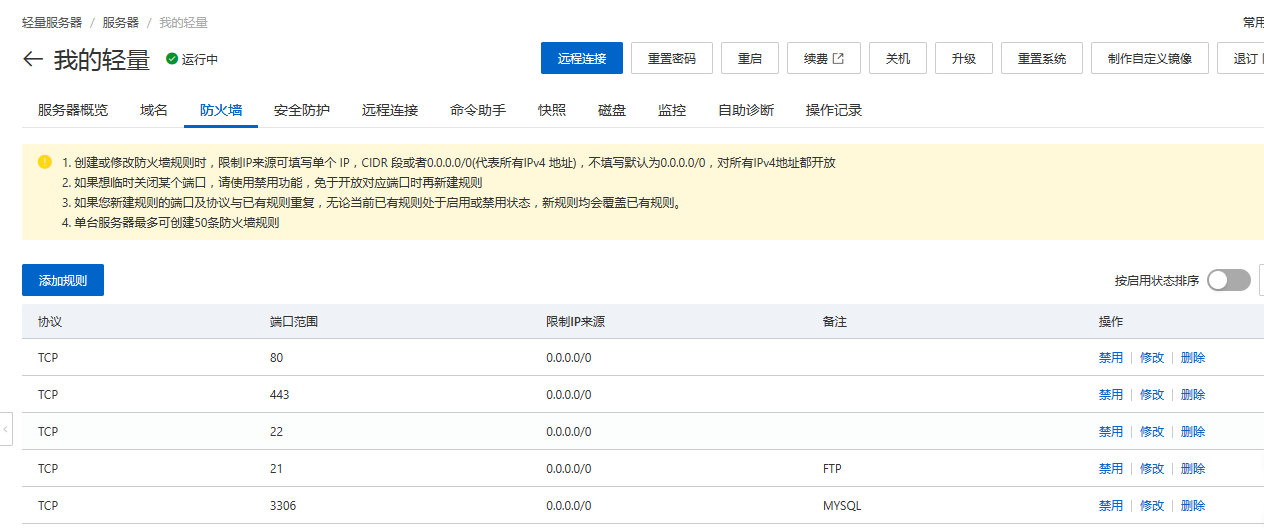 轻量服务器 / 服务器 / 我的轻量
常用
← 我的轻量 运行中 远程连接 重置密码 重启 续费 关机 升级 重置系统 制作自定义镜像 退订
服务器概览 域名 防火墙 安全防护 远程连接 命令助手 快照 磁盘 监控 自助诊断 操作记录
1. 创建或修改防火墙规则时，限制IP来源可填写单个 IP，CIDR 段或者0.0.0.0/0(代表所有IPv4 地址)，不填写默认为0.0.0.0/0，对所有IPv4地址都开放
2. 如果想临时关闭某个端口，请使用禁用功能，免于开放对应端口时再新建规则
3. 如果您新建规则的端口及协议与已有规则重复，无论当前已有规则处于启用或禁用状态，新规则均会覆盖已有规则。
4. 单台服务器最多可创建50条防火墙规则
添加规则 按启用状态排序
协议 端口范围 限制IP来源 备注 操作
TCP 80 0.0.0.0/0 禁用 | 修改 | 删除
TCP 443 0.0.0.0/0 禁用 | 修改 | 删除
TCP 22 0.0.0.0/0 禁用 | 修改 | 删除
TCP 21 0.0.0.0/0 FTP 禁用 | 修改 | 删除
TCP 3306 0.0.0.0/0 MYSQL 禁用 | 修改 | 删除